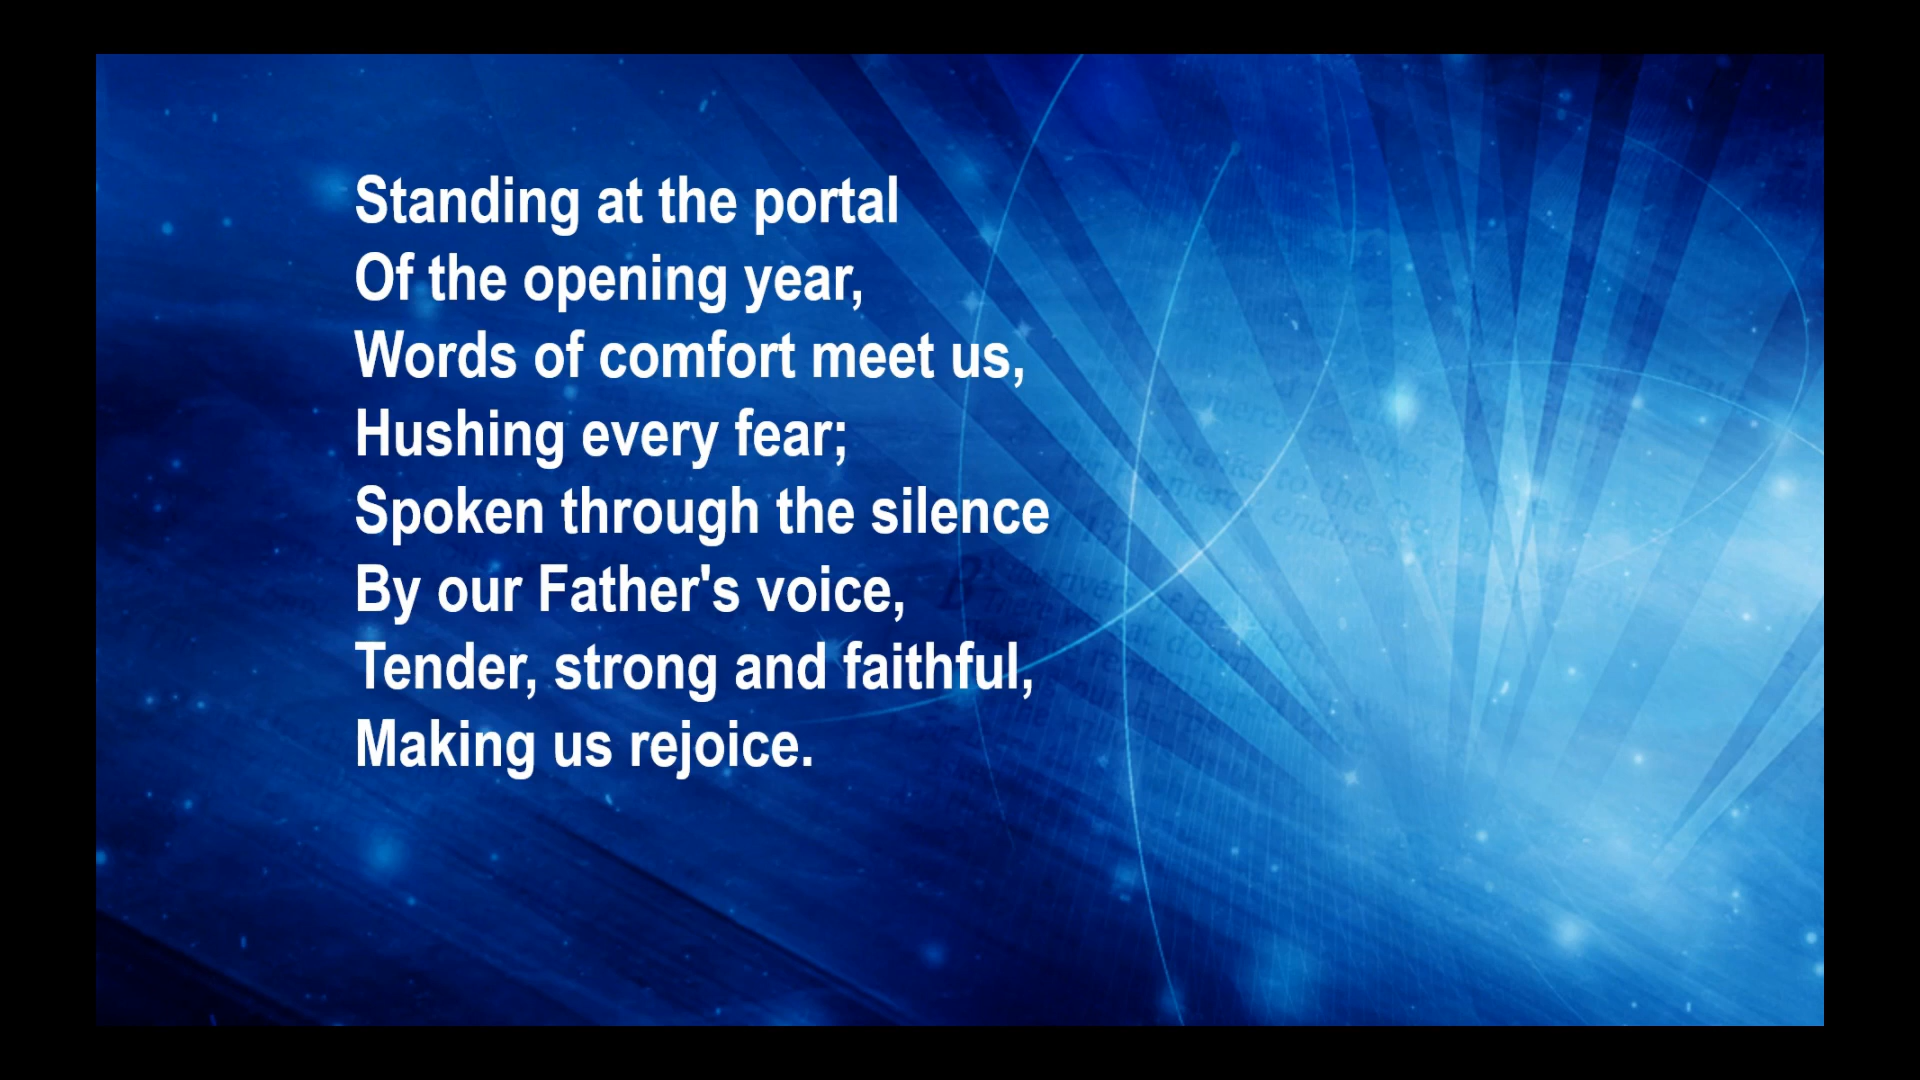 Standing at the portal
Of the opening year,
Words of comfort meet us,
Hushing every fear;
Spoken through the silence
By our Father's voice,
Tender, strong and faithful,
Making us rejoice.